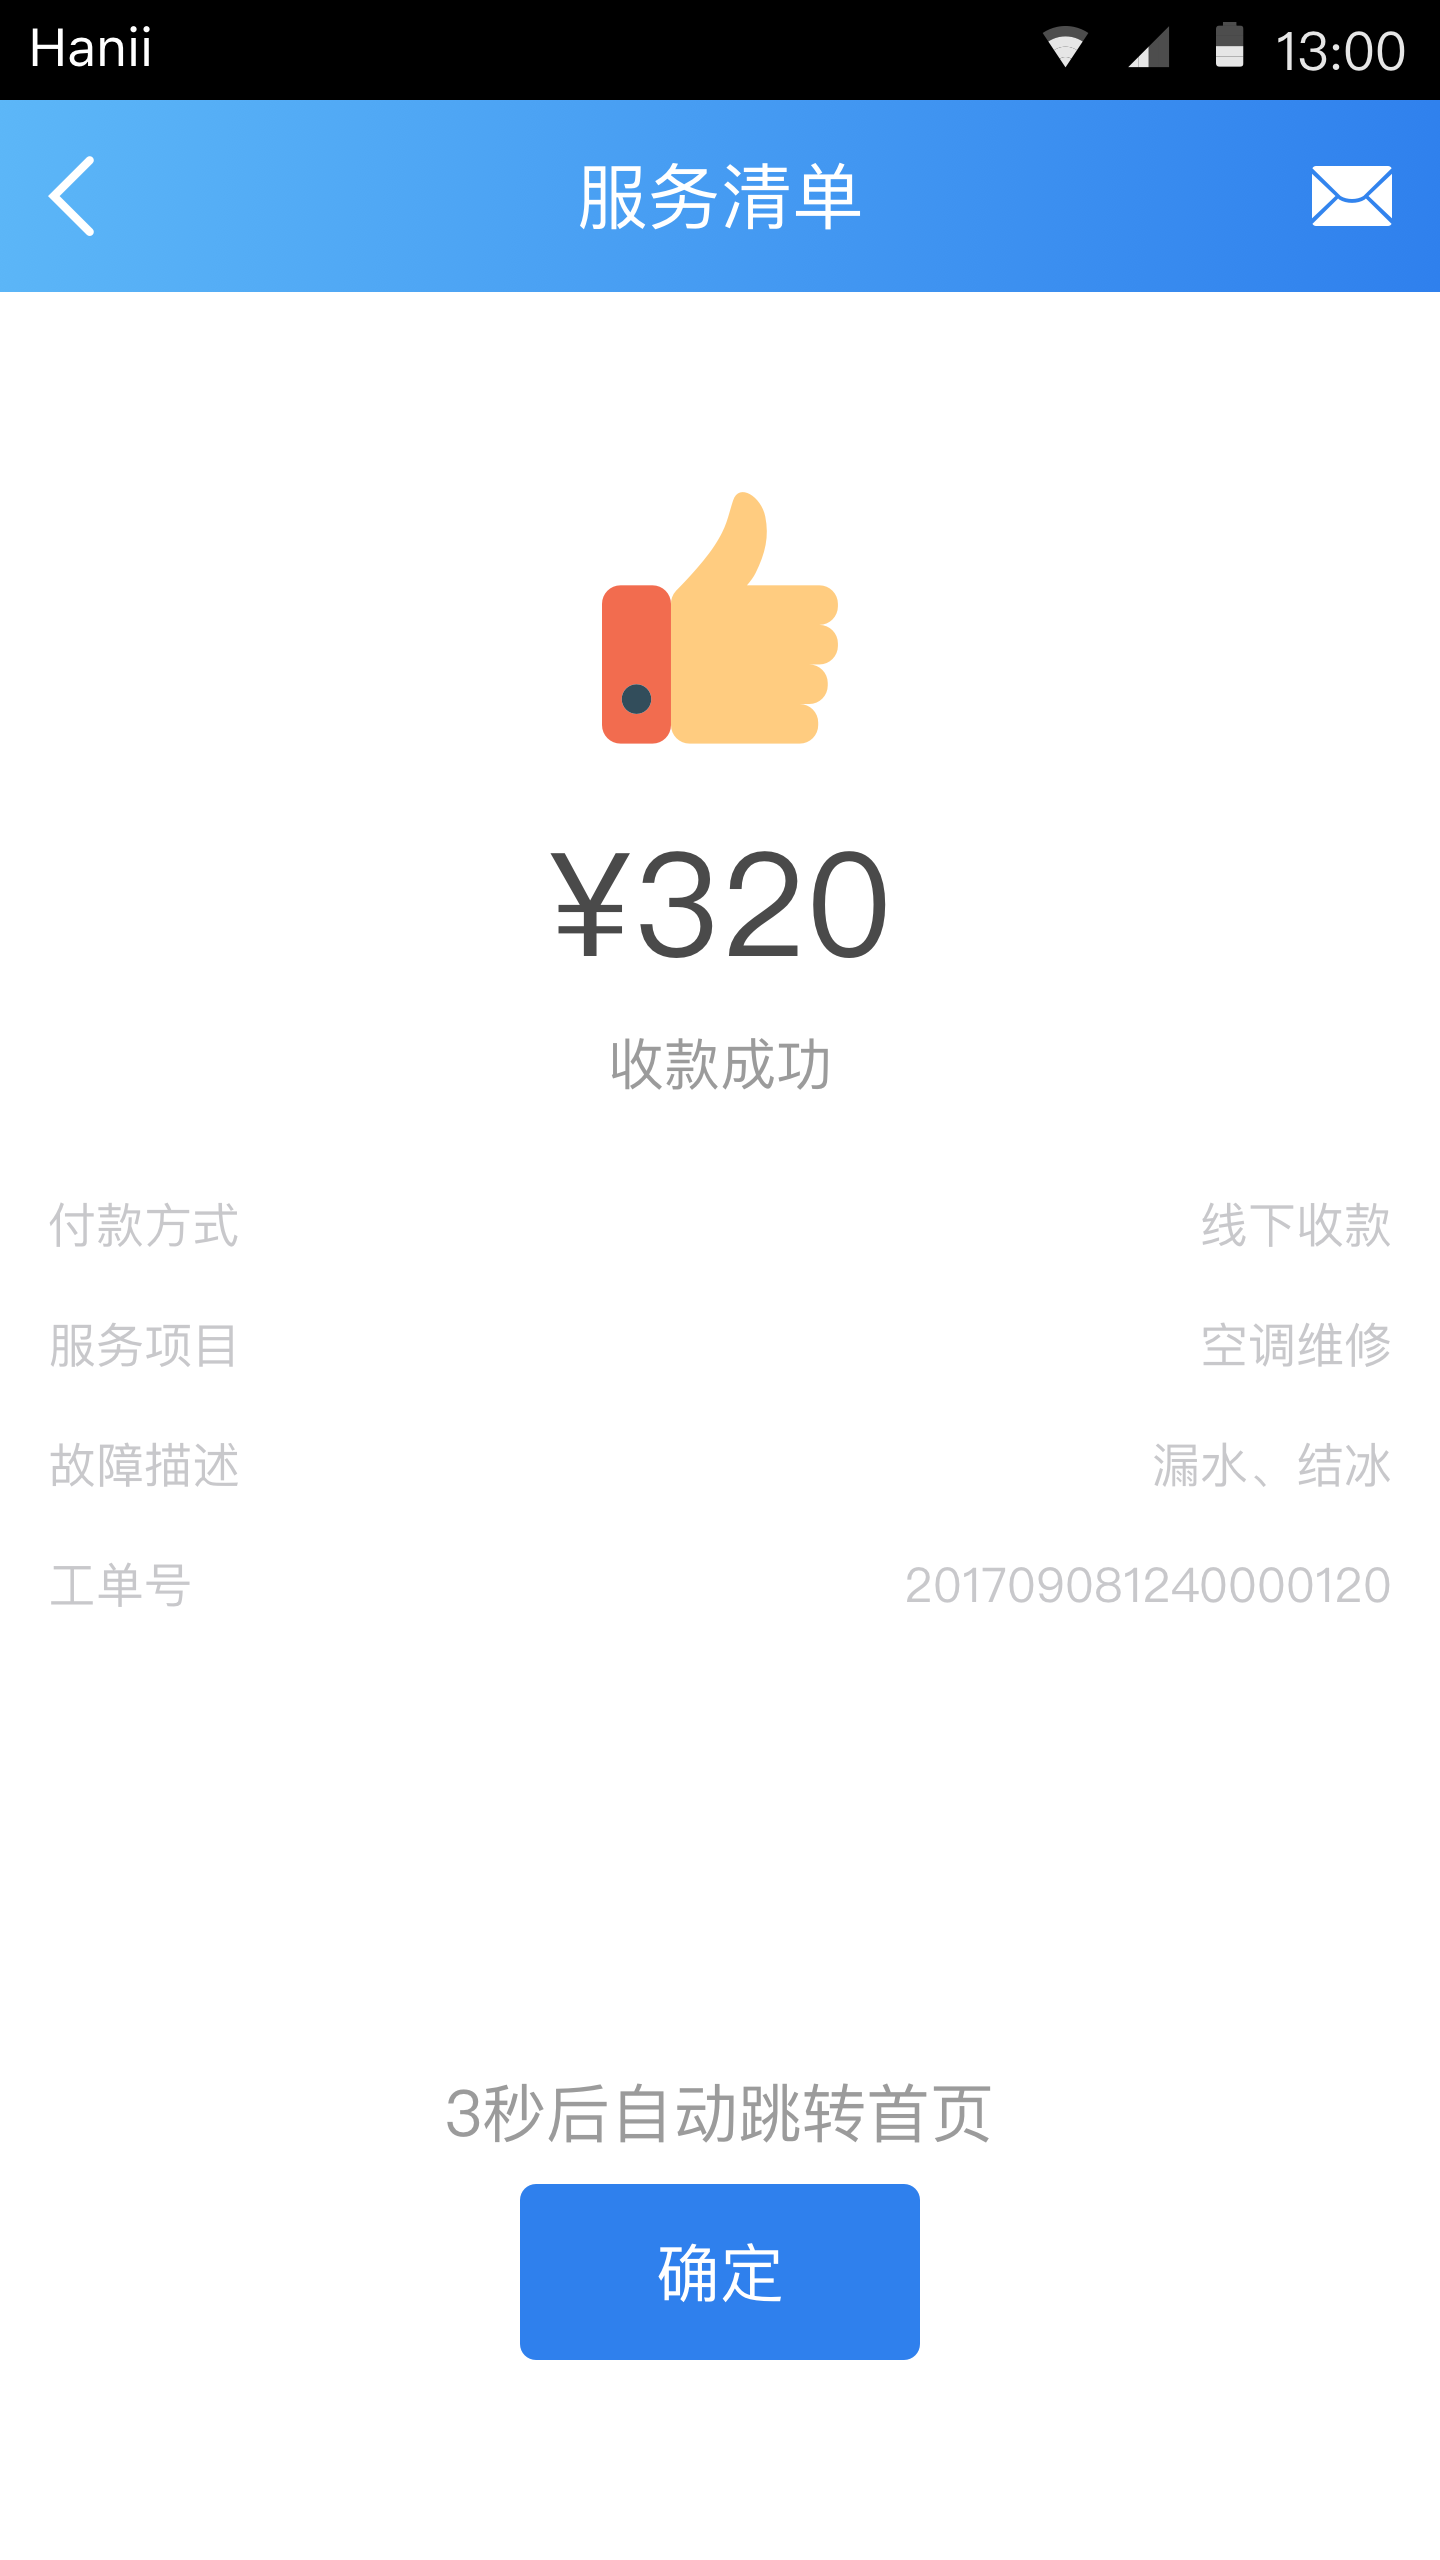 Hanii 13:00
服务清单
¥320
收款成功
付款方式 线下收款
服务项目 空调维修
故障描述 漏水、结冰
工单号 201709081240000120
3秒后自动跳转首页
确定